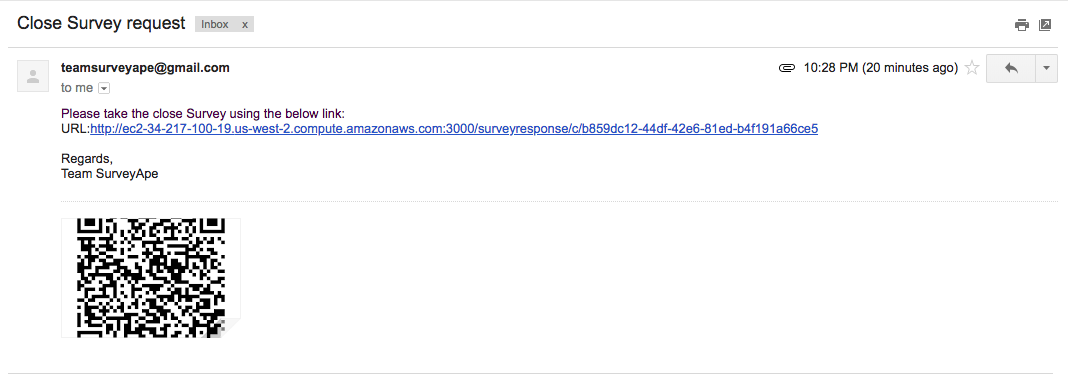 Close Survey request Inbox x
teamsurveyape@gmail.com 10:28 PM (20 minutes ago)
to me
Please take the close Survey using the below link:
URL:http://ec2-34-217-100-19.us-west-2.compute.amazonaws.com:3000/surveyresponse/c/b859dc12-44df-42e6-81ed-b4f191a66ce5
Regards,
Team SurveyApe